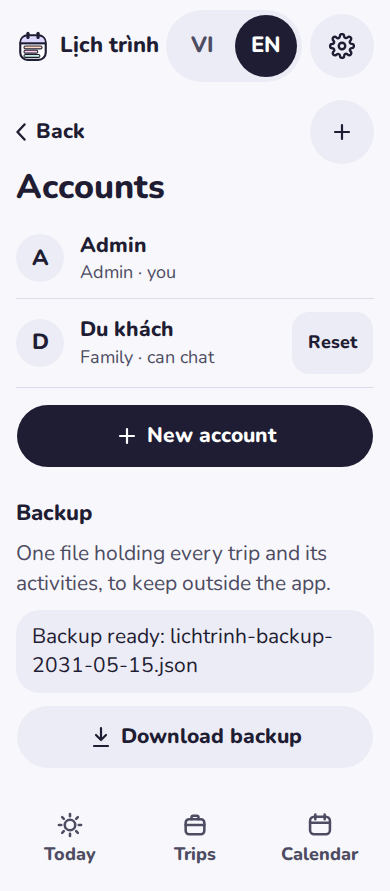 Lịch trình
VI
EN
Back
Accounts
A
Admin
Admin · you
D
Du khách
Family · can chat
Reset
New account
Backup
One file holding every trip and its
activities, to keep outside the app.
Backup ready: lichtrinh-backup-
2031-05-15.json
Download backup
Today
Trips
Calendar